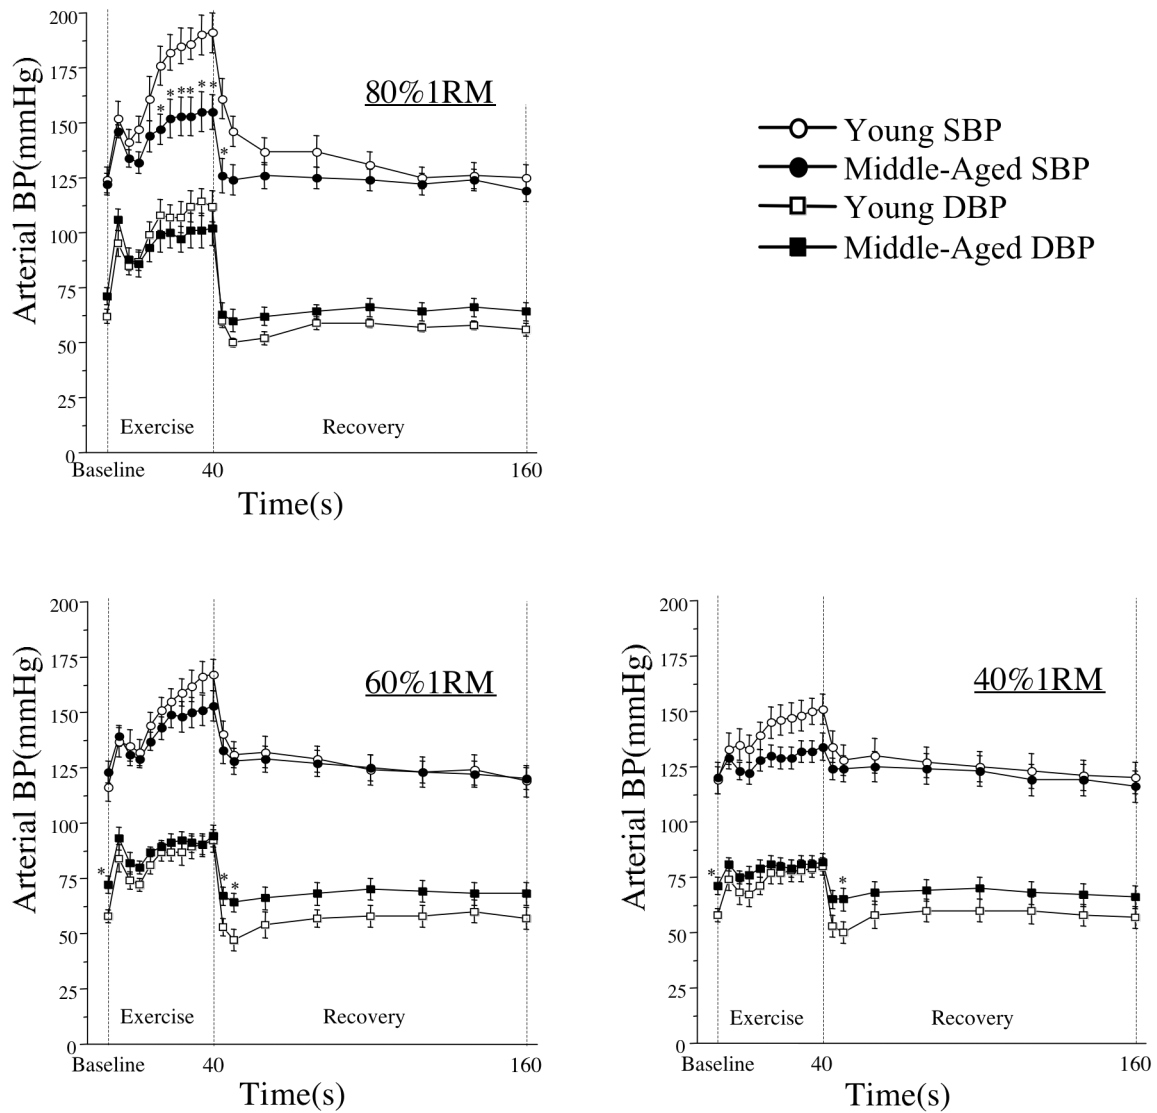 200
175
150
125
100
75
50
25
0
Arterial BP(mmHg)
80%1RM
* * ** * *
*
Exercise
Recovery
Baseline
40
160
Time(s)
Young SBP
Middle-Aged SBP
Young DBP
Middle-Aged DBP
200
175
150
125
100
75
50
25
0
Arterial BP(mmHg)
60%1RM
*
* *
Exercise
Recovery
Baseline
40
160
Time(s)
200
175
150
125
100
75
50
25
0
Arterial BP(mmHg)
40%1RM
*
*
Exercise
Recovery
Baseline
40
160
Time(s)